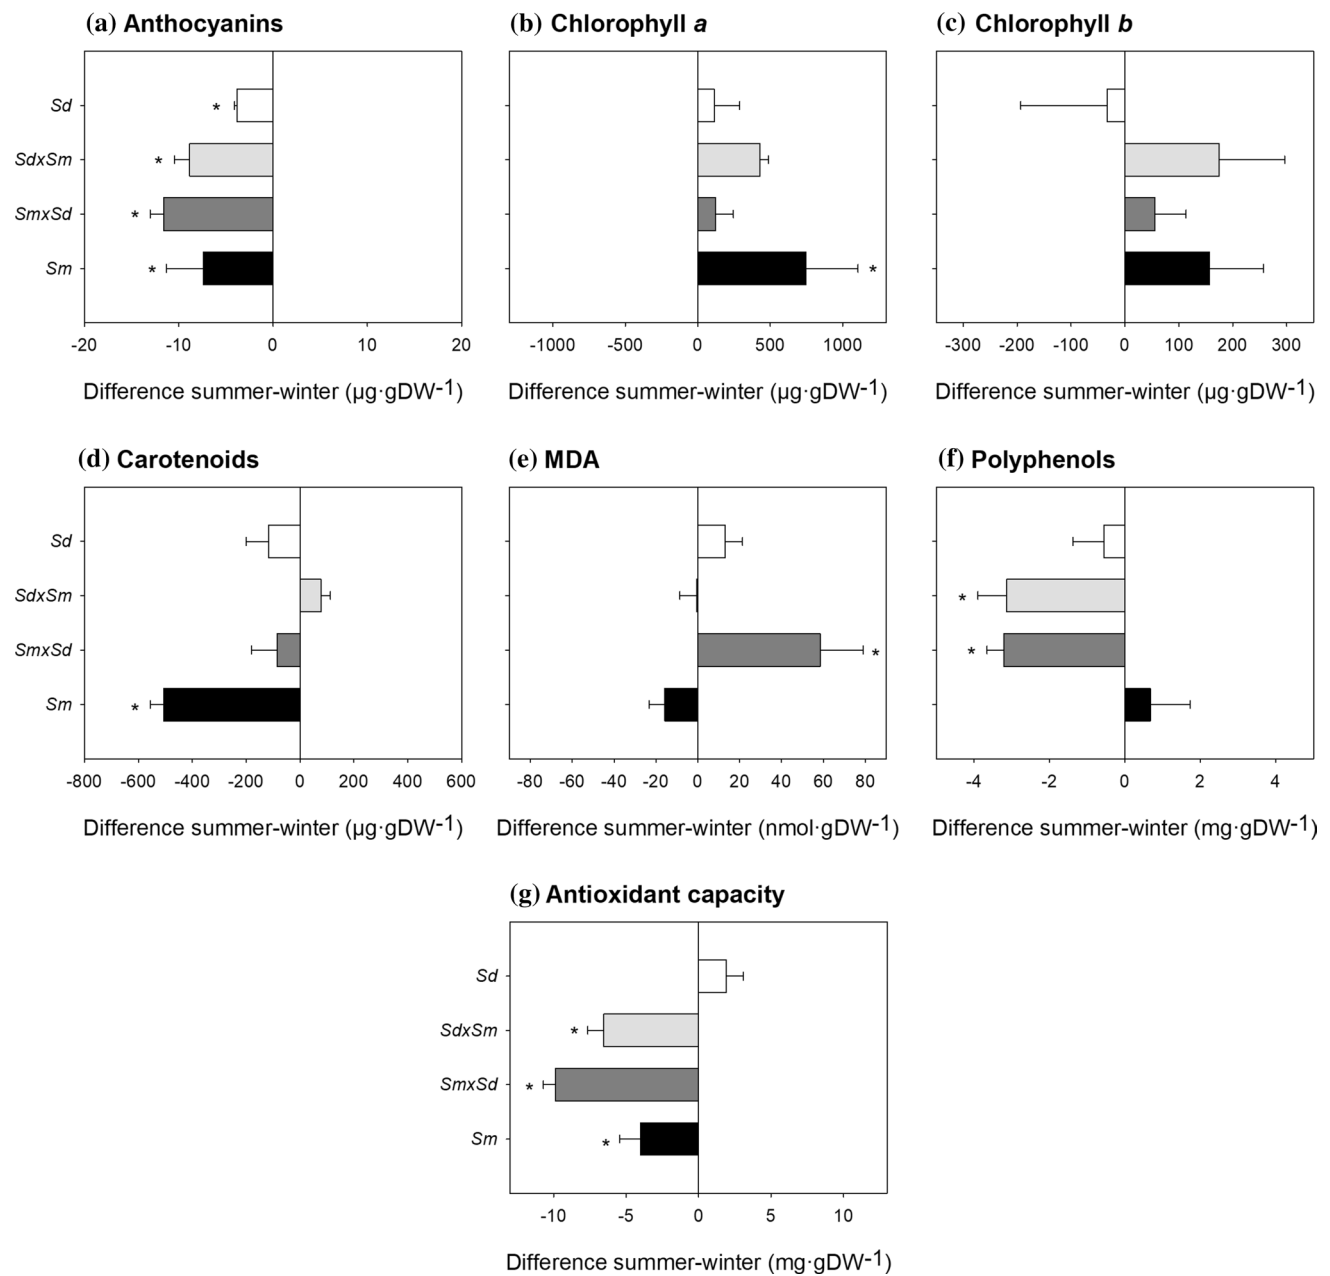 (a) Anthocyanins
(b) Chlorophyll a
(c) Chlorophyll b
Sd
SdxSm
SmxSd
Sm
*
*
*
*
*
-20 -10 0 10 20
-1000 -500 0 500 1000
-300 -200 -100 0 100 200 300
Difference summer-winter (µg·gDW-1)
Difference summer-winter (µg·gDW-1)
Difference summer-winter (µg·gDW-1)
(d) Carotenoids
(e) MDA
(f) Polyphenols
Sd
SdxSm
SmxSd
Sm
*
*
*
*
-800 -600 -400 -200 0 200 400 600
-80 -60 -40 -20 0 20 40 60 80
-4 -2 0 2 4
Difference summer-winter (µg·gDW-1)
Difference summer-winter (nmol·gDW-1)
Difference summer-winter (mg·gDW-1)
(g) Antioxidant capacity
Sd
SdxSm
SmxSd
Sm
*
*
*
-10 -5 0 5 10
Difference summer-winter (mg·gDW-1)